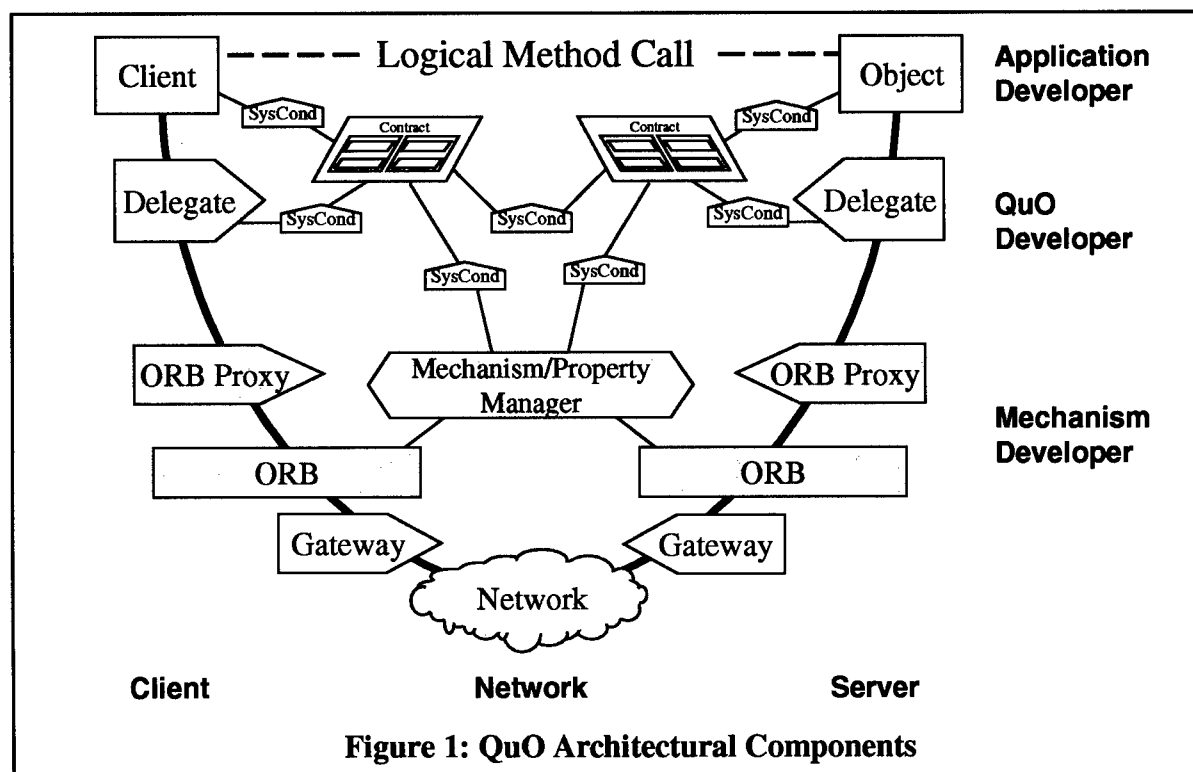 Client
Logical Method Call
Object
Application
Developer
SysCond
SysCond
Contract
Contract
Delegate
SysCond
SysCond
SysCond
Delegate
QuO
Developer
SysCond
SysCond
ORB Proxy
Mechanism/Property
Manager
ORB Proxy
Mechanism
Developer
ORB
ORB
Gateway
Gateway
Network
Client
Network
Server
Figure 1: QuO Architectural Components